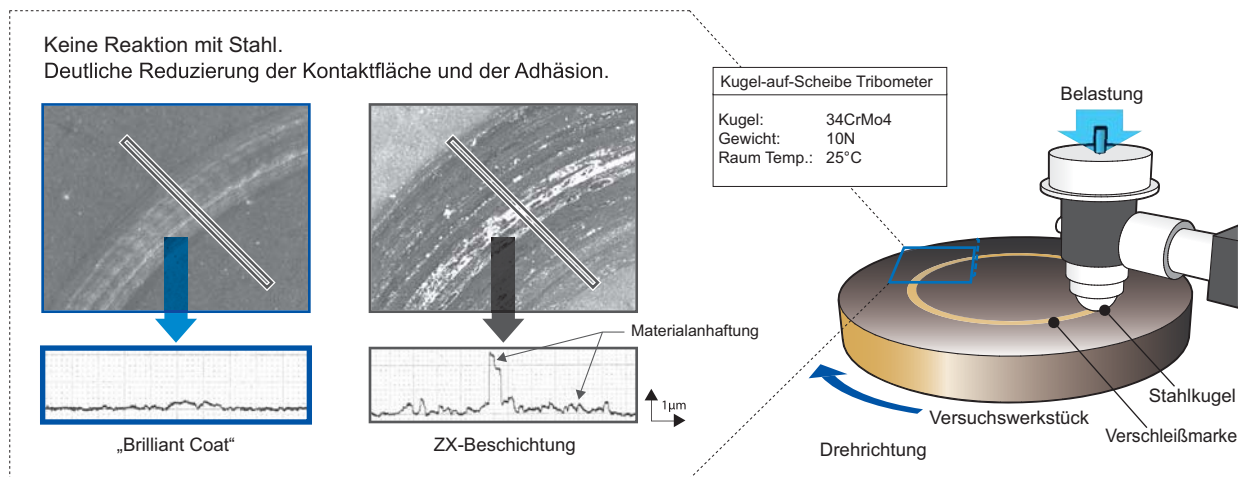 Keine Reaktion mit Stahl.
Deutliche Reduzierung der Kontaktfläche und der Adhäsion.
Kugel-auf-Scheibe Tribometer
Kugel: 34CrMo4
Gewicht: 10N
Raum Temp.: 25°C
Belastung
Materialanhaftung
1µm
„Brilliant Coat“
ZX-Beschichtung
Stahlkugel
Versuchswerkstück
Verschleißmarke
Drehrichtung